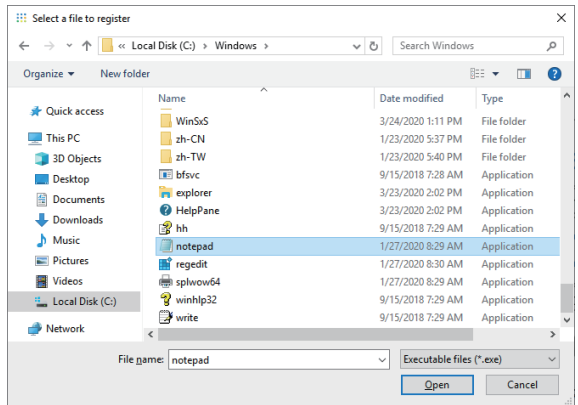 Select a file to register
« Local Disk (C:) › Windows ›
Search Windows
Organize
New folder
Name Date modified Type
Quick access
This PC
3D Objects
Desktop
Documents
Downloads
Music
Pictures
Videos
Local Disk (C:)
Network
WinSxS 3/24/2020 1:11 PM File folder
zh-CN 1/23/2020 5:37 PM File folder
zh-TW 1/23/2020 5:40 PM File folder
bfsvc 9/15/2018 7:28 AM Application
explorer 3/23/2020 2:02 PM Application
HelpPane 3/23/2020 2:02 PM Application
hh 9/15/2018 7:29 AM Application
notepad 1/27/2020 8:29 AM Application
regedit 1/27/2020 8:30 AM Application
splwow64 1/27/2020 8:29 AM Application
winhlp32 9/15/2018 7:29 AM Application
write 9/15/2018 7:29 AM Application
File name: notepad
Executable files (*.exe)
Open
Cancel